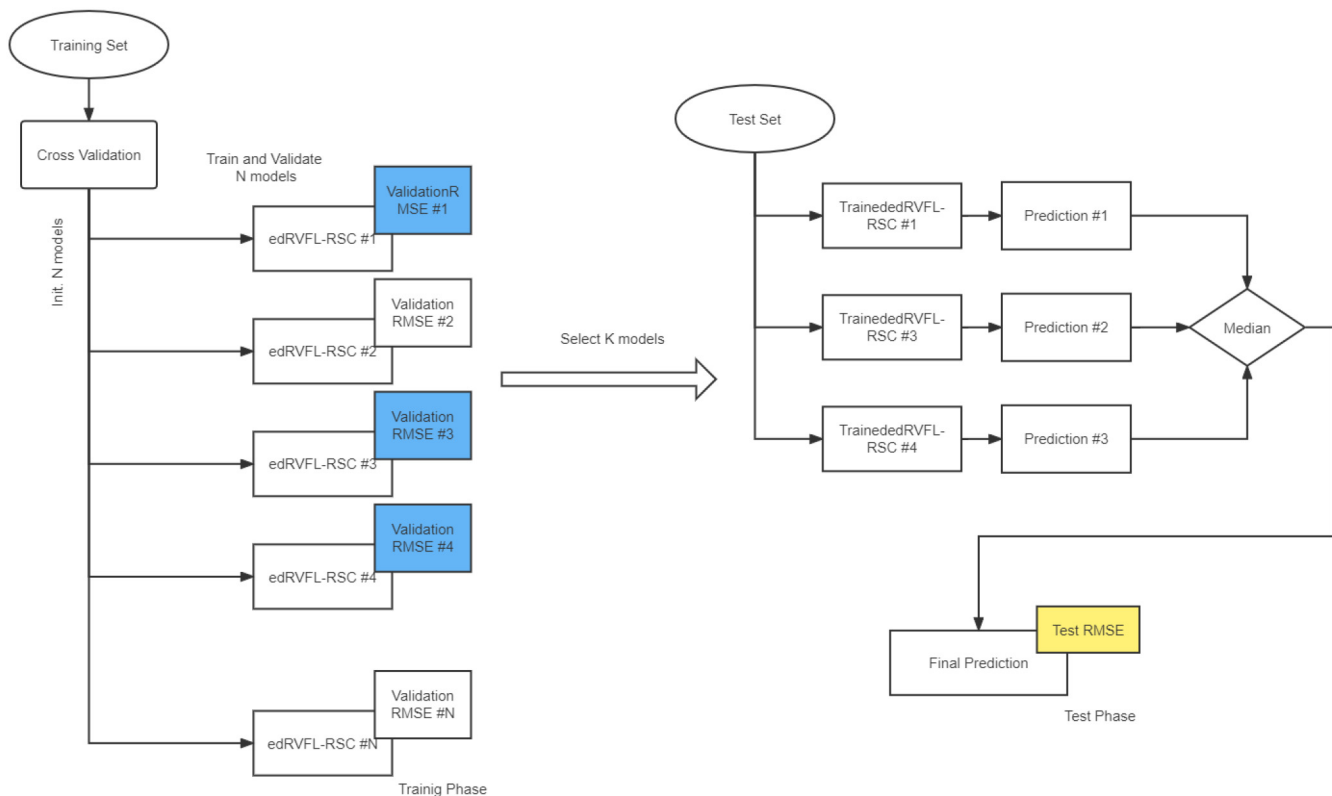 Training Set
Cross Validation
Init. N models
Train and Validate
N models
ValidationR
MSE #1
edRVFL-RSC #1
Validation
RMSE #2
edRVFL-RSC #2
Validation
RMSE #3
edRVFL-RSC #3
Validation
RMSE #4
edRVFL-RSC #4
Validation
RMSE #N
edRVFL-RSC #N
Trainig Phase
Select K models
Test Set
TrainededRVFL-
RSC #1
Prediction #1
TrainededRVFL-
RSC #3
Prediction #2
Median
TrainededRVFL-
RSC #4
Prediction #3
Test RMSE
Final Prediction
Test Phase